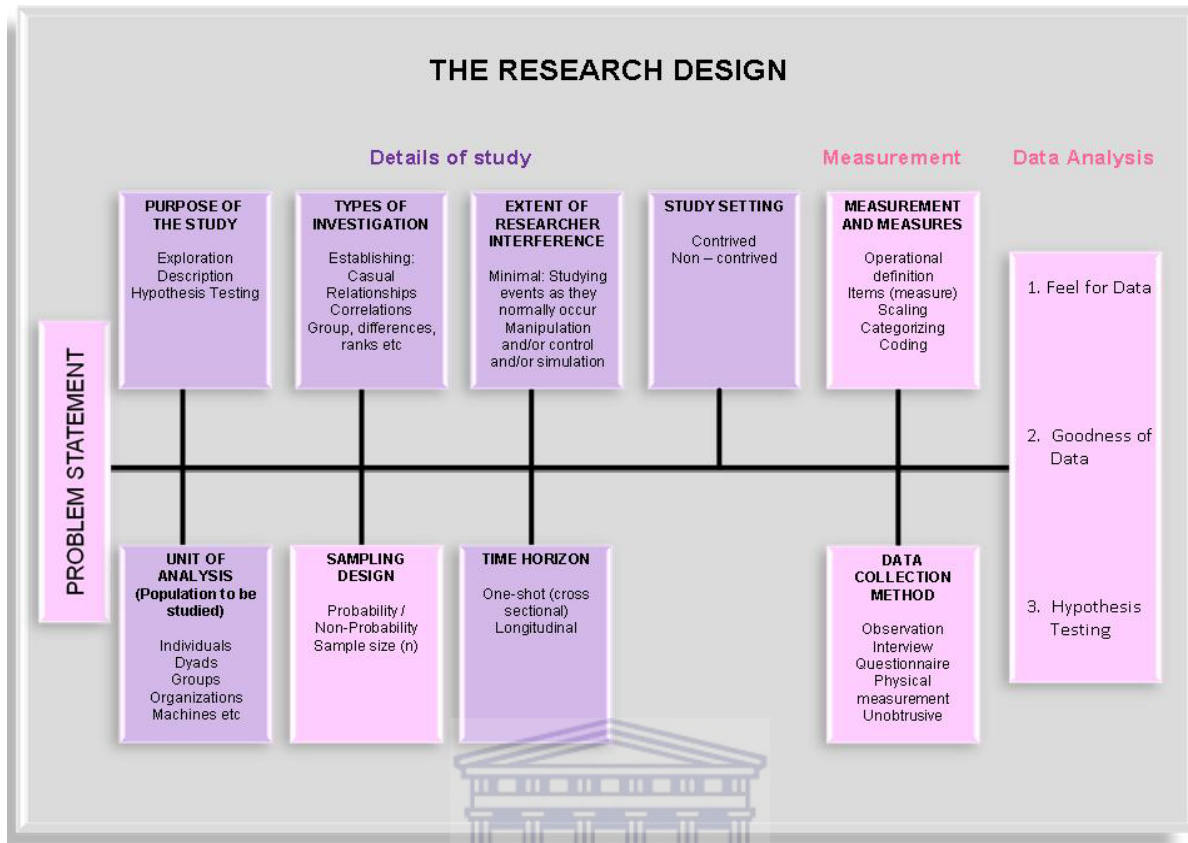 THE RESEARCH DESIGN
Details of study
Measurement
Data Analysis
PURPOSE OF
THE STUDY
Exploration
Description
Hypothesis Testing
TYPES OF
INVESTIGATION
Establishing:
Casual
Relationships
Correlations
Group, differences,
ranks etc
EXTENT OF
RESEARCHER
INTERFERENCE
Minimal: Studying
events as they
normally occur
Manipulation
and/or control
and/or simulation
STUDY SETTING
Contrived
Non – contrived
MEASUREMENT
AND MEASURES
Operational
definition
Items (measure)
Scaling
Categorizing
Coding
1. Feel for Data
2. Goodness of
Data
3. Hypothesis
Testing
PROBLEM STATEMENT
UNIT OF
ANALYSIS
(Population to be
studied)
Individuals
Dyads
Groups
Organizations
Machines etc
SAMPLING
DESIGN
Probability /
Non-Probability
Sample size (n)
TIME HORIZON
One-shot (cross
sectional)
Longitudinal
DATA
COLLECTION
METHOD
Observation
Interview
Questionnaire
Physical
measurement
Unobtrusive